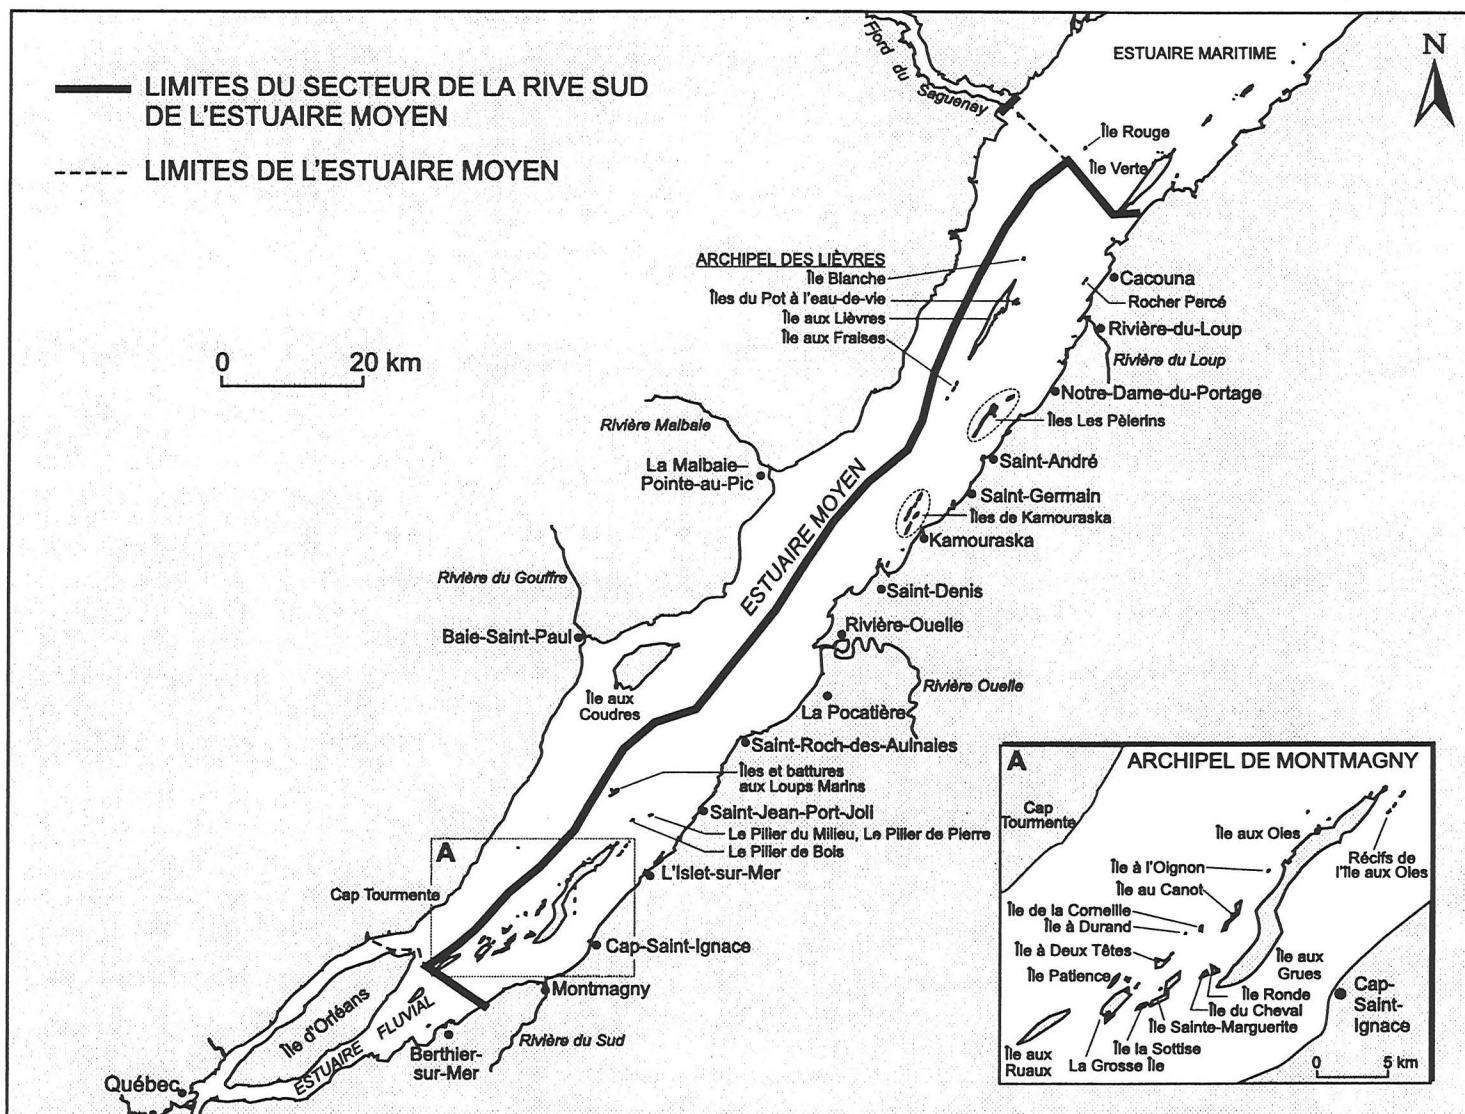 LIMITES DU SECTEUR DE LA RIVE SUD
DE L'ESTUAIRE MOYEN
LIMITES DE L'ESTUAIRE MOYEN
0
20 km
Fjord du Saguenay
ESTUAIRE MARITIME
N
Île Rouge
Île Verte
ARCHIPEL DES LIÈVRES
Île Blanche
Îles du Pot à l'eau-de-vie
Île aux Lièvres
Île aux Fraises
Cacouna
Rocher Percé
Rivière-du-Loup
Rivière du Loup
Notre-Dame-du-Portage
Îles Les Pèlerins
Saint-André
Saint-Germain
Îles de Kamouraska
Kamouraska
Saint-Denis
Rivière-Ouelle
Rivière Ouelle
La Pocatière
Rivière Malbaie
La Malbaie–
Pointe-au-Pic
ESTUAIRE MOYEN
Rivière du Gouffre
Baie-Saint-Paul
Île aux
Coudres
Saint-Roch-des-Aulnaies
Îles et battures
aux Loups Marins
Saint-Jean-Port-Joli
Le Pilier du Milieu, Le Pilier de Pierre
Le Pilier de Bois
A
L'Islet-sur-Mer
Cap Tourmente
Cap-Saint-Ignace
Montmagny
Île d'Orléans
ESTUAIRE FLUVIAL
Berthier-
sur-Mer
Rivière du Sud
Québec
A
ARCHIPEL DE MONTMAGNY
Cap
Tourmente
Île aux Oies
Récifs de
l'Île aux Oies
Île à l'Oignon
Île au Canot
Île de la Corneille
Île à Durand
Île à Deux Têtes
Île Patience
Île aux
Grues
Île Ronde
Île du Cheval
Île Sainte-Marguerite
Île la Sottise
La Grosse Île
Île aux
Ruaux
Cap-
Saint-
Ignace
0
5 km